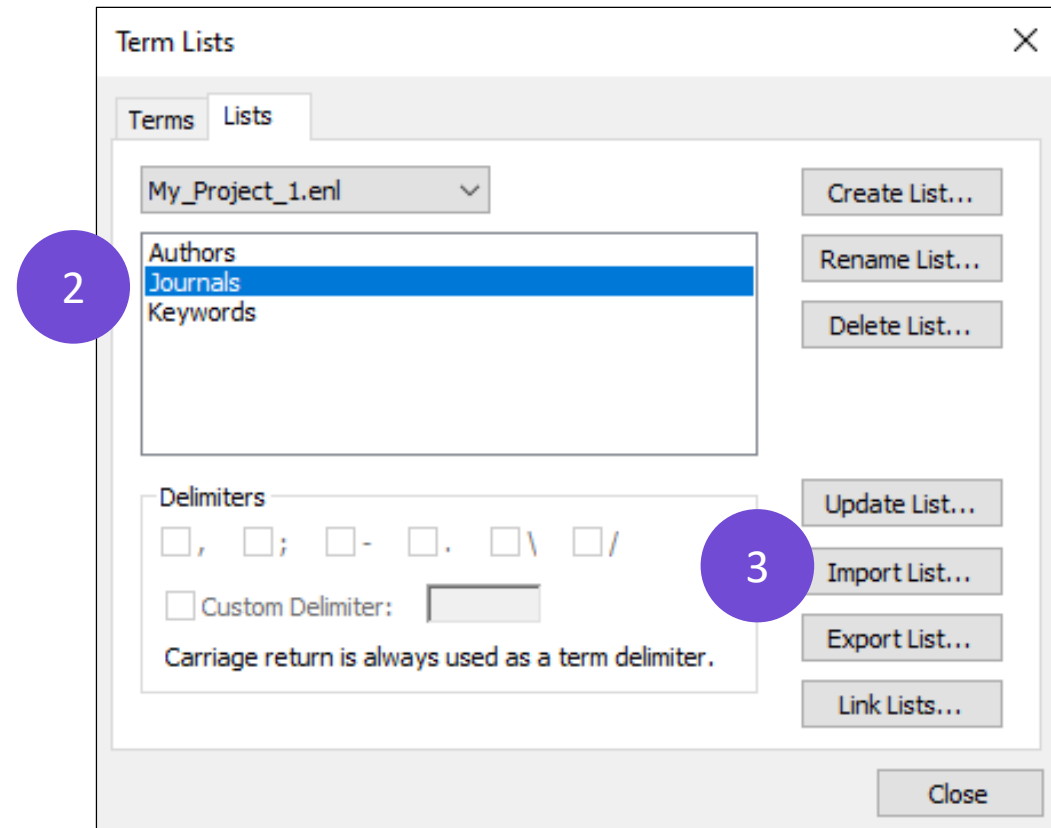 Term Lists
Terms
Lists
My_Project_1.enl
Create List...
2
Authors
Journals
Keywords
Rename List...
Delete List...
Delimiters
, ; - . \ /
Custom Delimiter:
Carriage return is always used as a term delimiter.
Update List...
3
Import List...
Export List...
Link Lists...
Close